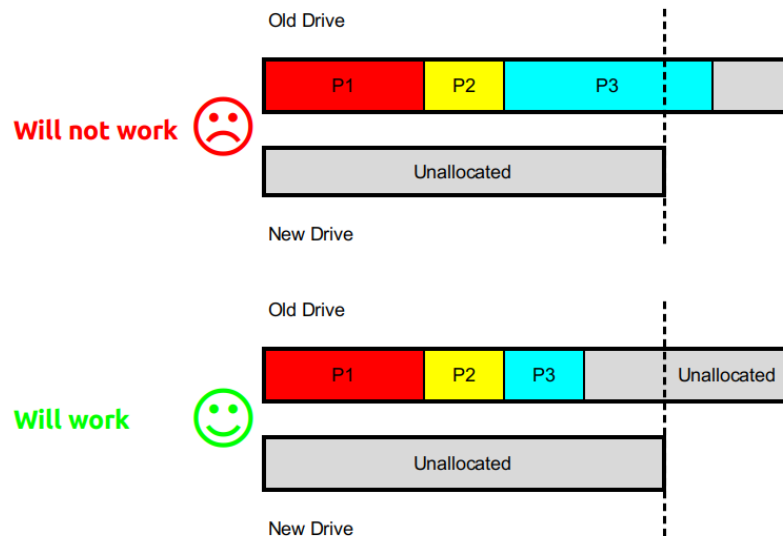 Old Drive
P1 P2 P3
Will not work
Unallocated
New Drive
Old Drive
P1 P2 P3 Unallocated
Will work
Unallocated
New Drive